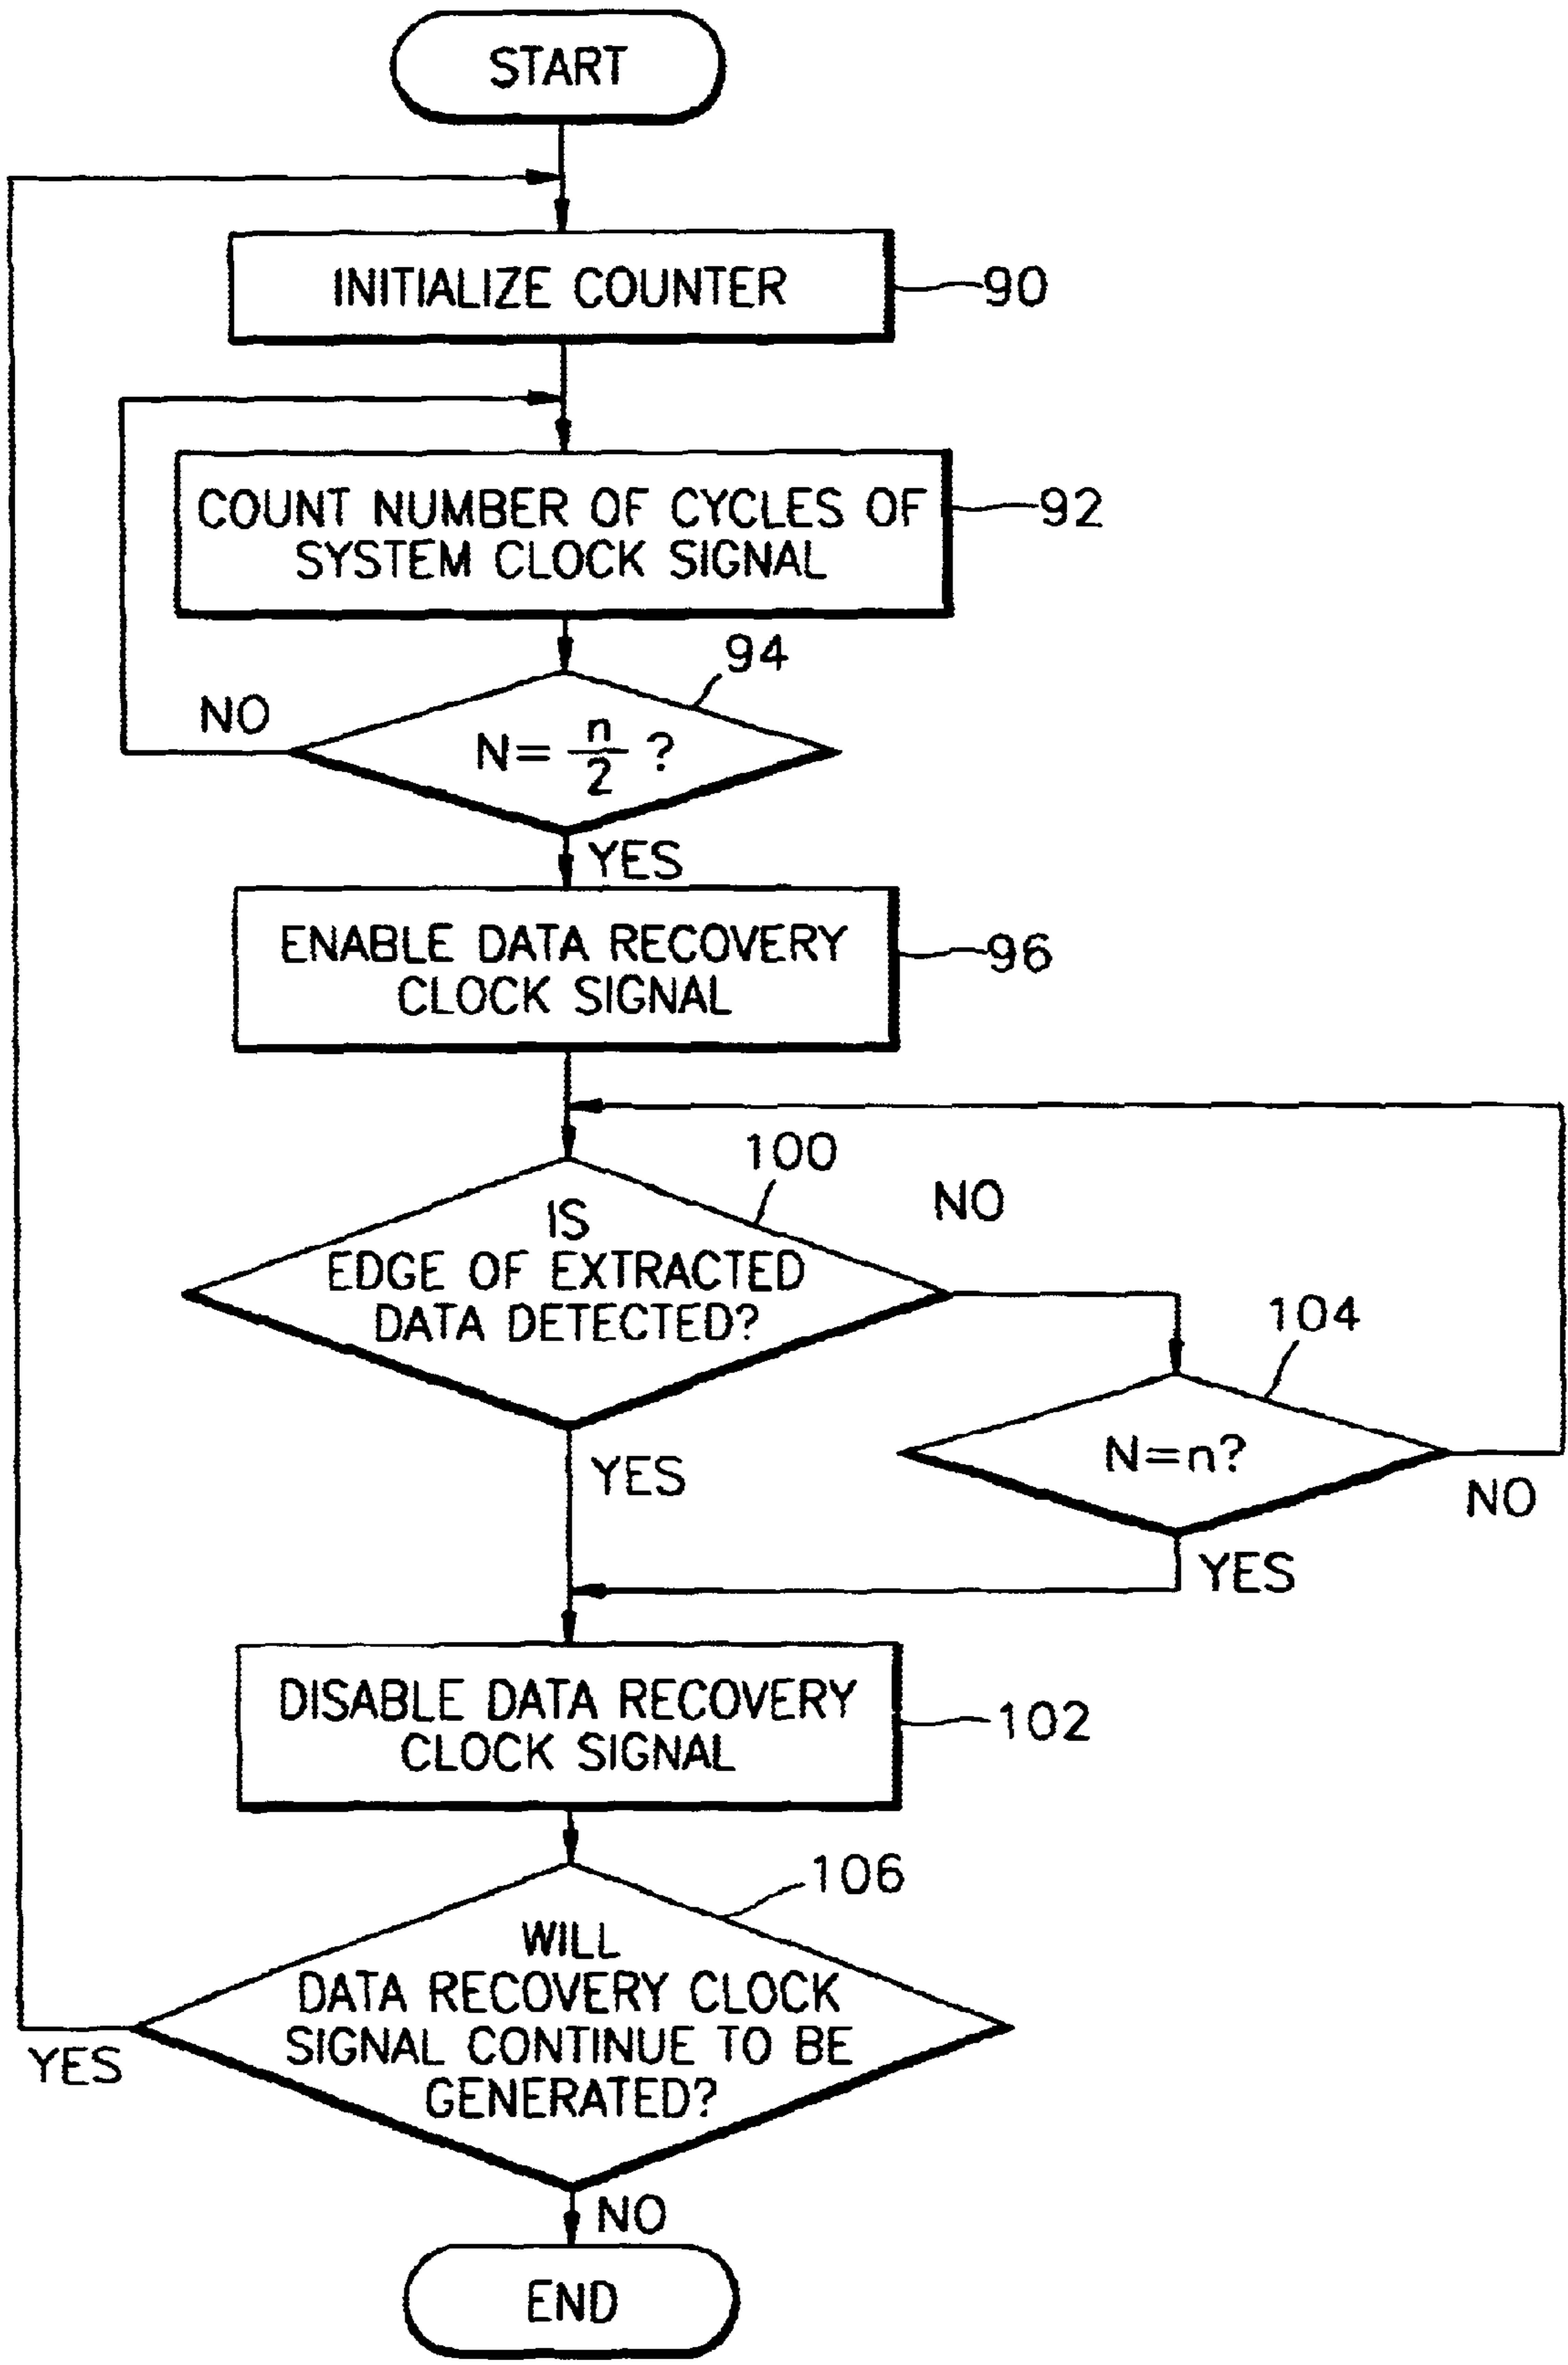 START
INITIALIZE COUNTER
90
COUNT NUMBER OF CYCLES OF
SYSTEM CLOCK SIGNAL
92
94
NO
N= n/2 ?
YES
ENABLE DATA RECOVERY
CLOCK SIGNAL
96
100
NO
IS
EDGE OF EXTRACTED
DATA DETECTED?
104
N=n?
YES
NO
YES
DISABLE DATA RECOVERY
CLOCK SIGNAL
102
106
WILL
DATA RECOVERY CLOCK
SIGNAL CONTINUE TO BE
GENERATED?
YES
NO
END